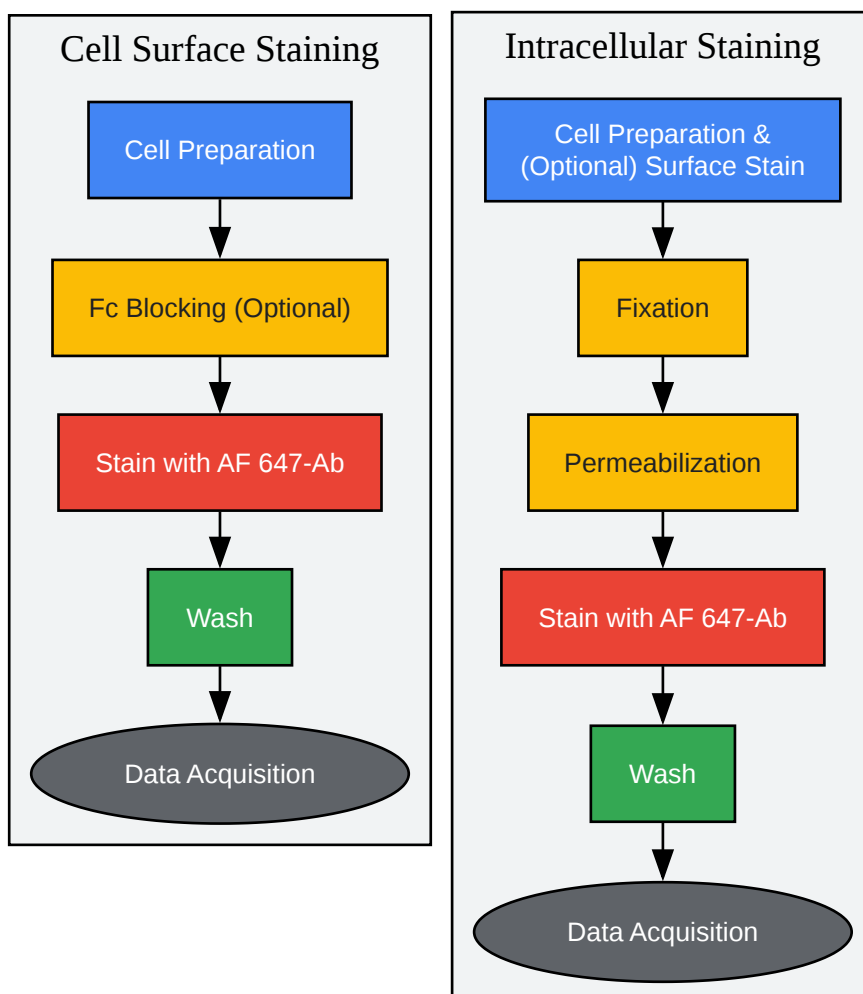 Cell Surface Staining
Cell Preparation
Fc Blocking (Optional)
Stain with AF 647-Ab
Wash
Data Acquisition
Intracellular Staining
Cell Preparation &
(Optional) Surface Stain
Fixation
Permeabilization
Stain with AF 647-Ab
Wash
Data Acquisition